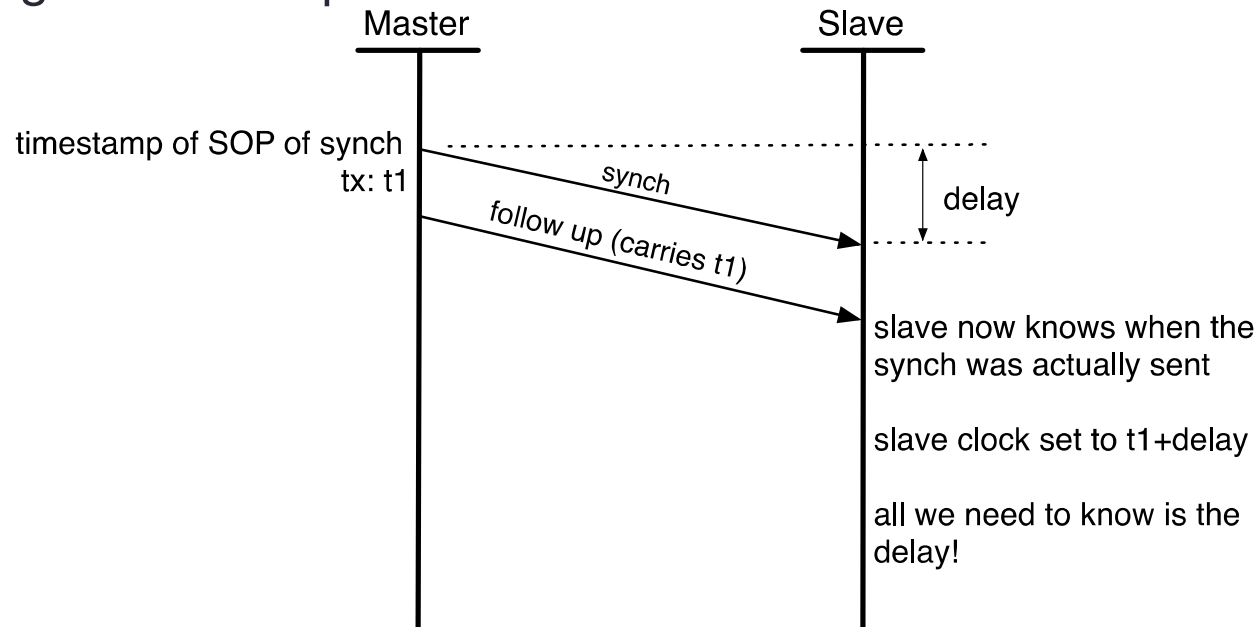 Master
Slave
timestamp of SOP of synch
tx: t1
synch
delay
follow up (carries t1)
slave now knows when the
synch was actually sent
slave clock set to t1+delay
all we need to know is the
delay!